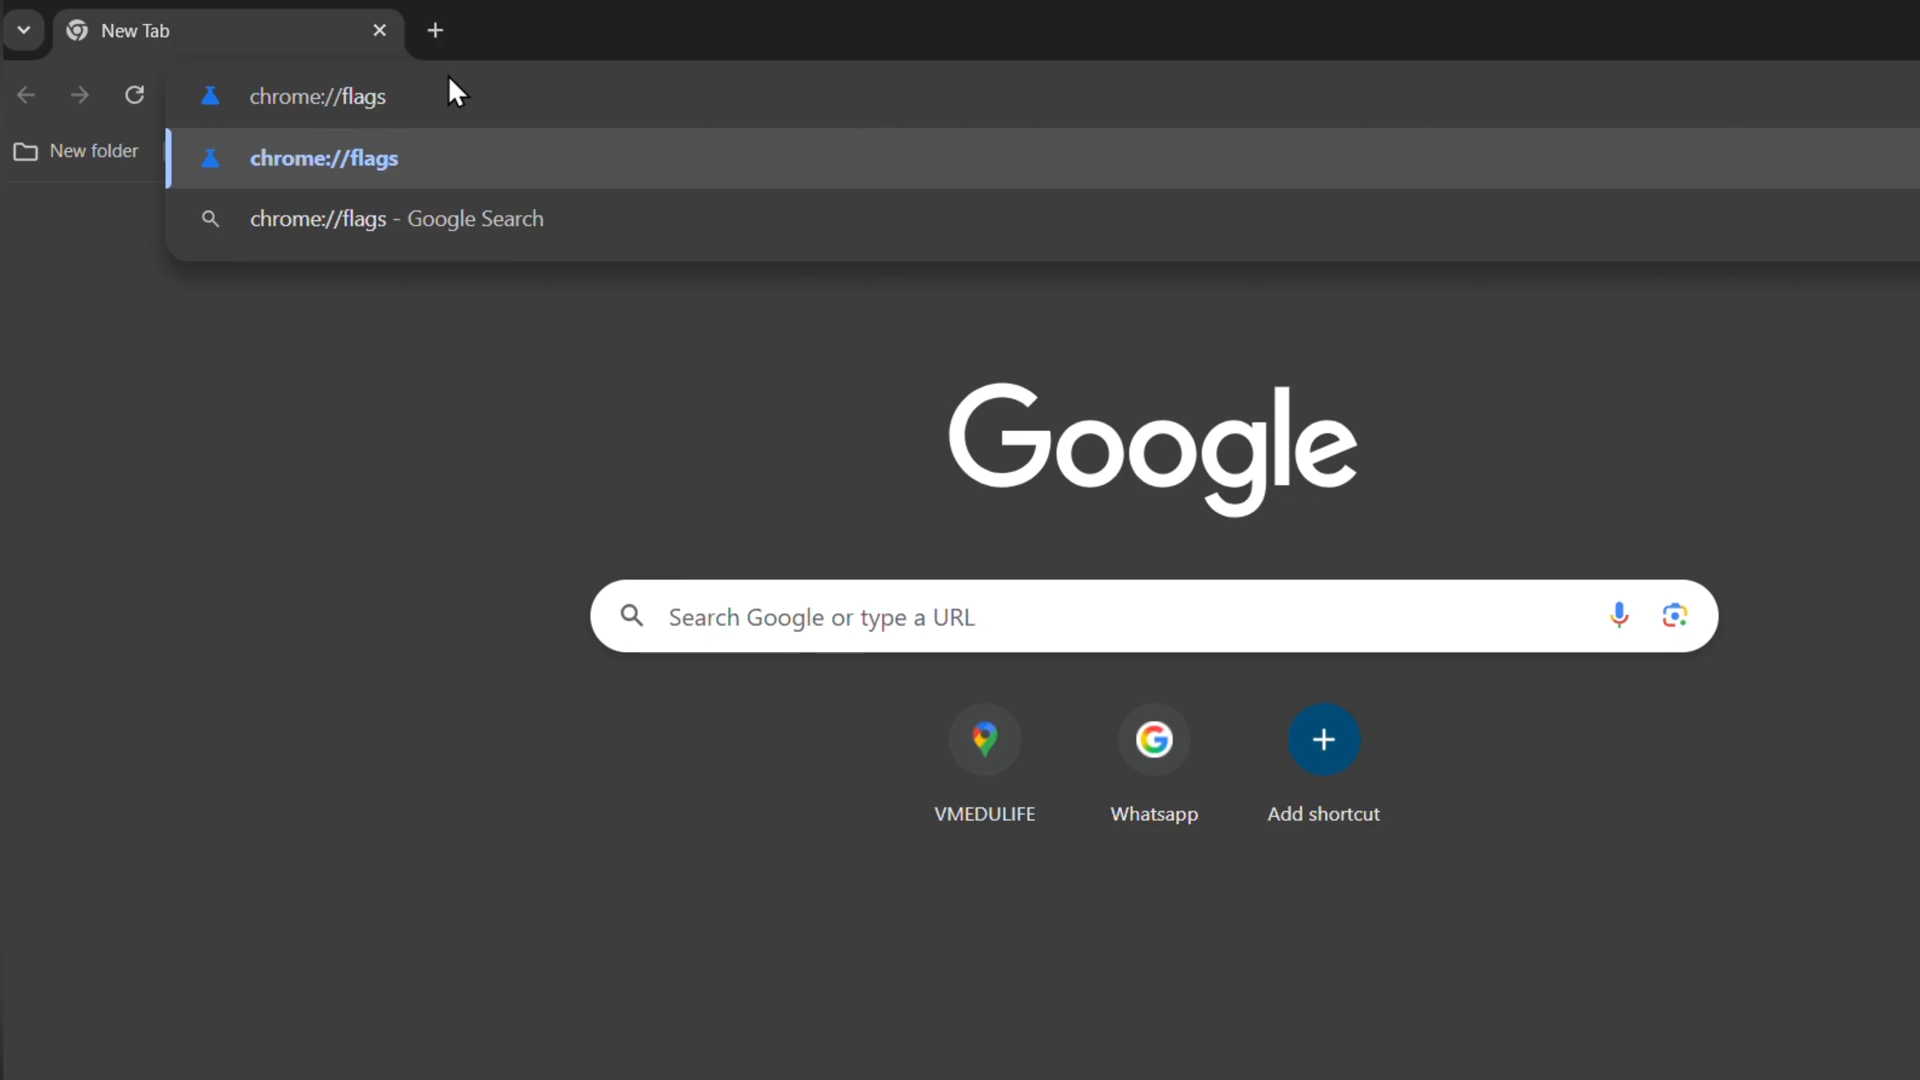 New Tab
chrome://flags
New folder
chrome://flags
chrome://flags - Google Search
Google
Search Google or type a URL
VMEDULIFE
Whatsapp
Add shortcut